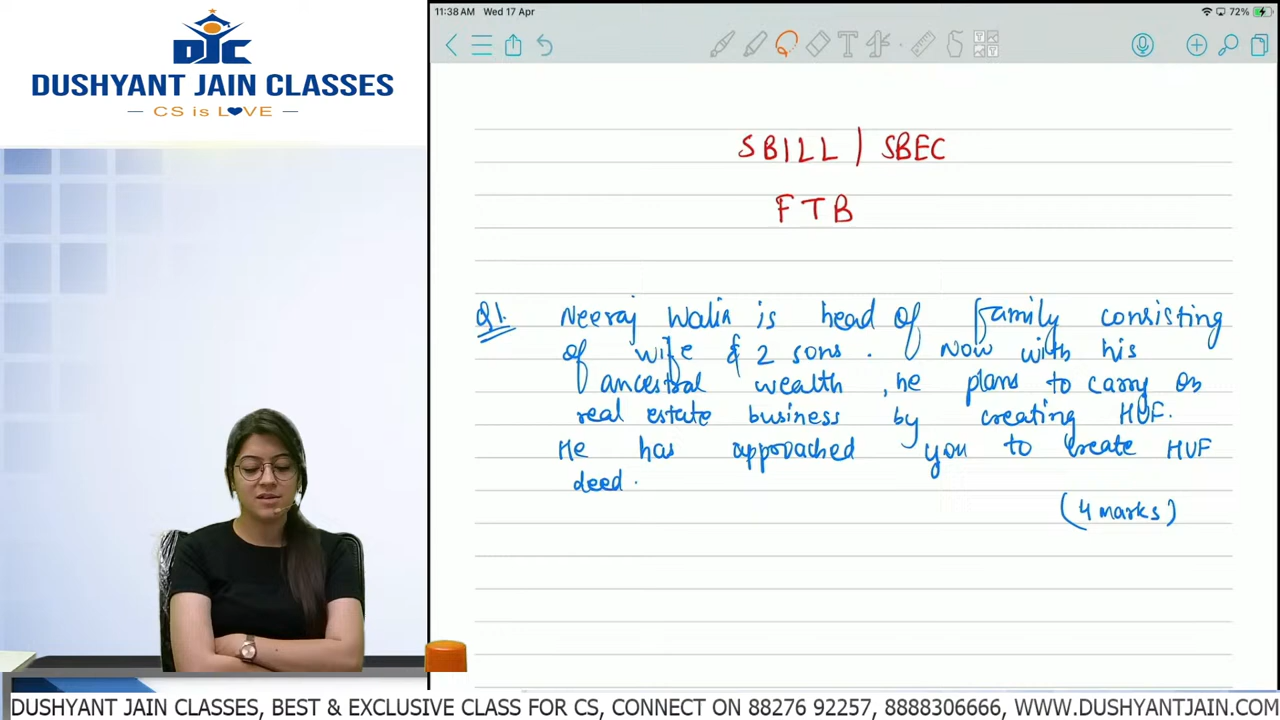 11:38 AM Wed 17 Apr
72%
DJC
DUSHYANT JAIN CLASSES
— CS is LOVE —
SBILL | SBEC
FTB
Q1. Neeraj Walia is head of family consisting
of wife & 2 sons. Now with his
ancestral wealth, he plans to carry on
real estate business by creating HUF.
He has approached you to create HUF
deed.
(4 marks)
DUSHYANT JAIN CLASSES, BEST & EXCLUSIVE CLASS FOR CS, CONNECT ON 88276 92257, 8888306666, WWW.DUSHYANTJAIN.COM